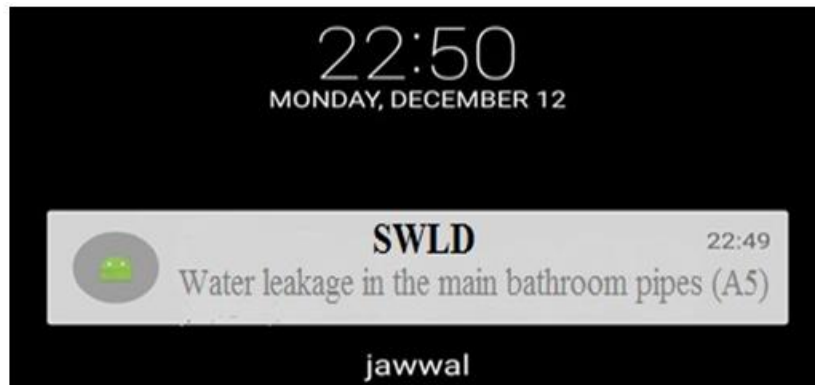 22:50
MONDAY, DECEMBER 12
SWLD 22:49
Water leakage in the main bathroom pipes (A5)
jawwal